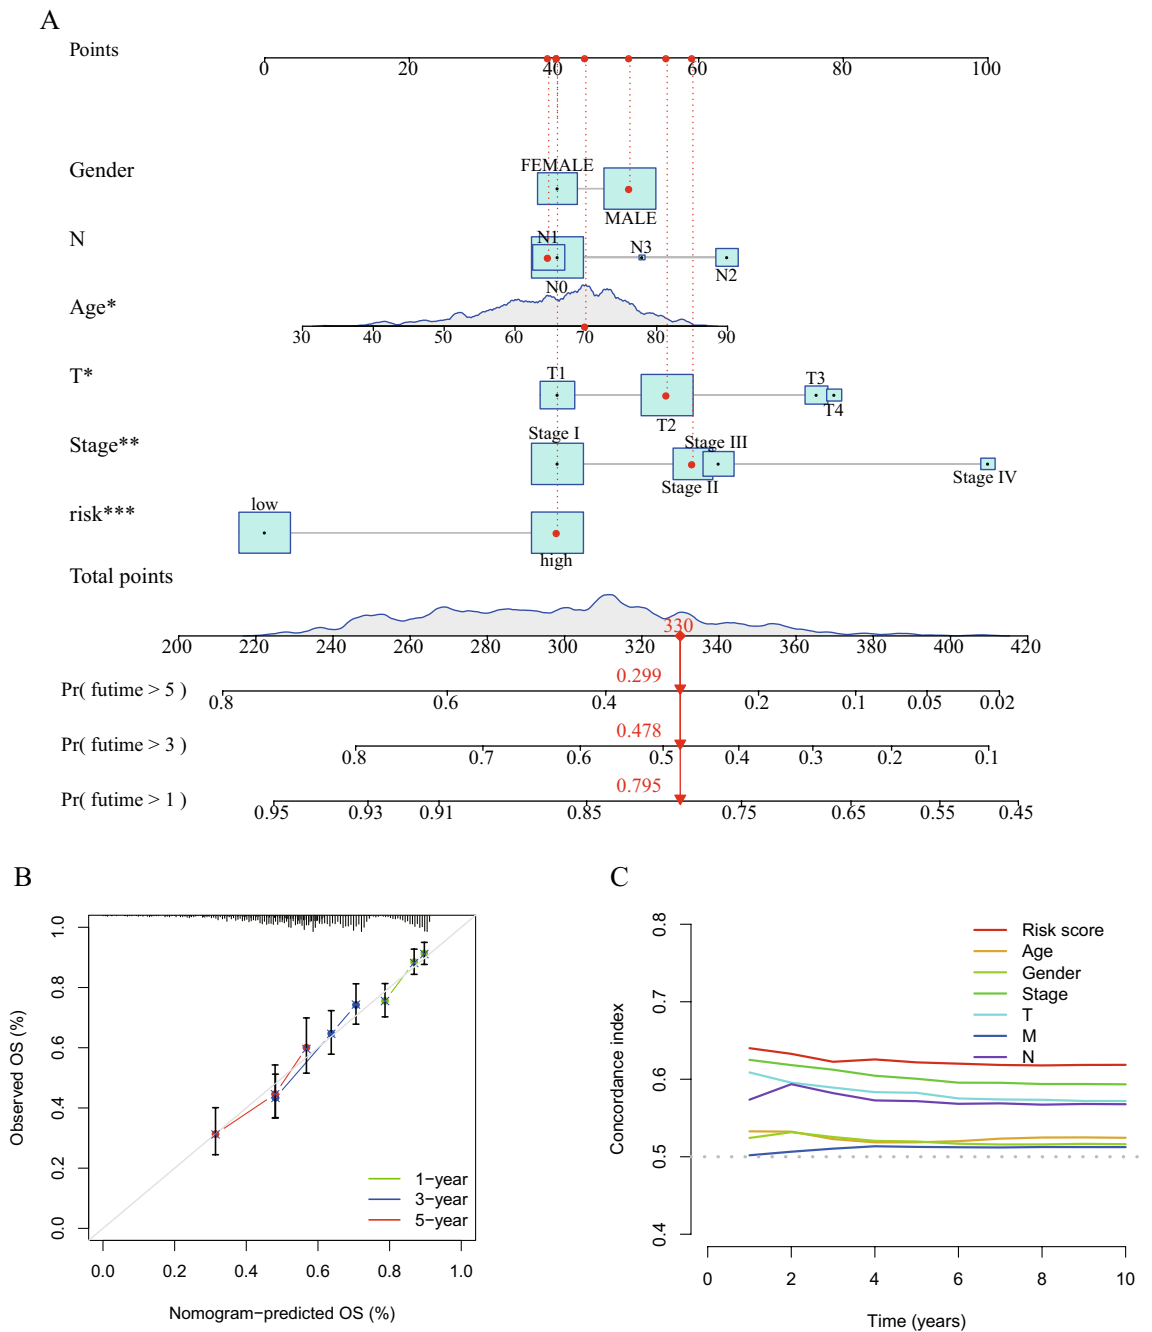 A
Points
0 20 40 60 80 100
Gender
FEMALE
MALE
N
N1
N0
N3
N2
Age*
30 40 50 60 70 80 90
T*
T1
T2
T3
T4
Stage**
Stage I
Stage II
Stage III
Stage IV
risk***
low
high
Total points
330
200 220 240 260 280 300 320 340 360 380 400 420
0.299
Pr( futime > 5 )
0.8 0.6 0.4 0.2 0.1 0.05 0.02
0.478
Pr( futime > 3 )
0.8 0.7 0.6 0.5 0.4 0.3 0.2 0.1
0.795
Pr( futime > 1 )
0.95 0.93 0.91 0.85 0.75 0.65 0.55 0.45
B
Observed OS (%)
1.0
0.8
0.6
0.4
0.2
0.0
1−year
3−year
5−year
0.0 0.2 0.4 0.6 0.8 1.0
Nomogram−predicted OS (%)
C
Concordance index
0.8
0.7
0.6
0.5
0.4
Risk score
Age
Gender
Stage
T
M
N
0 2 4 6 8 10
Time (years)